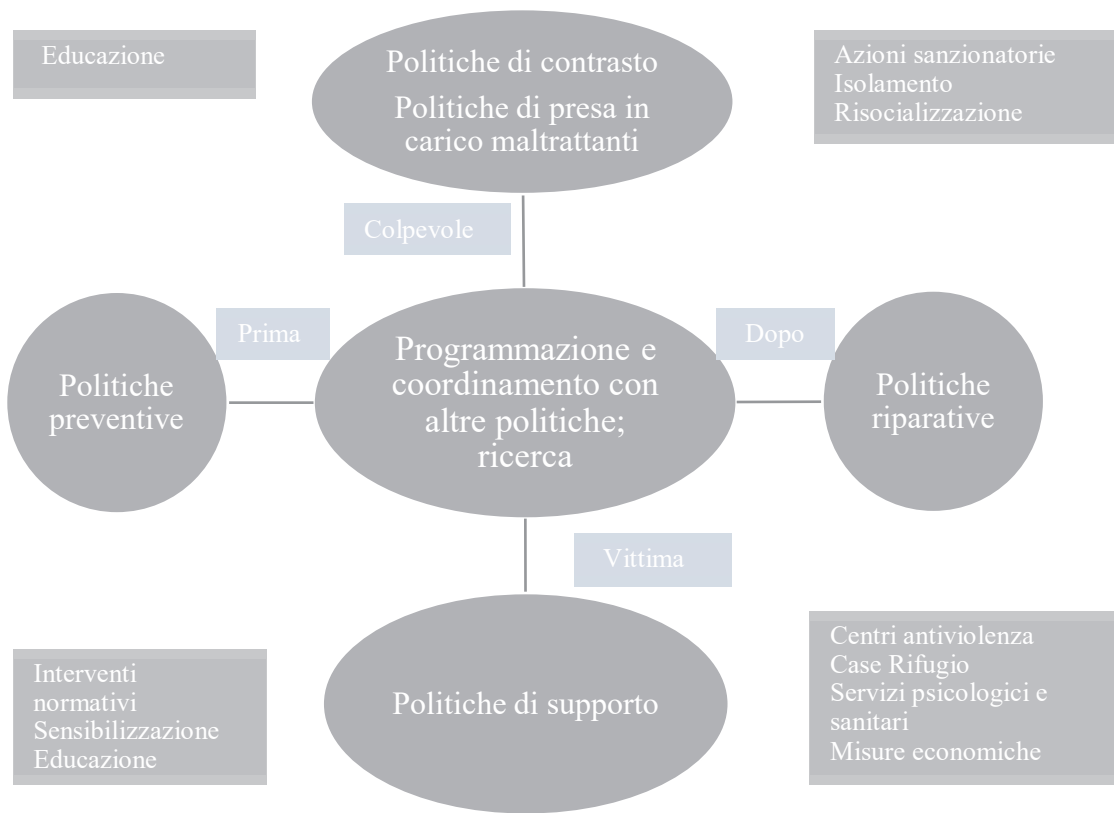 Educazione
Politiche di contrasto
Politiche di presa in
carico maltrattanti
Azioni sanzionatorie
Isolamento
Risocializzazione
Colpevole
Prima
Dopo
Politiche
preventive
Programmazione e
coordinamento con
altre politiche;
ricerca
Politiche
riparative
Vittima
Interventi
normativi
Sensibilizzazione
Educazione
Politiche di supporto
Centri antiviolenza
Case Rifugio
Servizi psicologici e
sanitari
Misure economiche